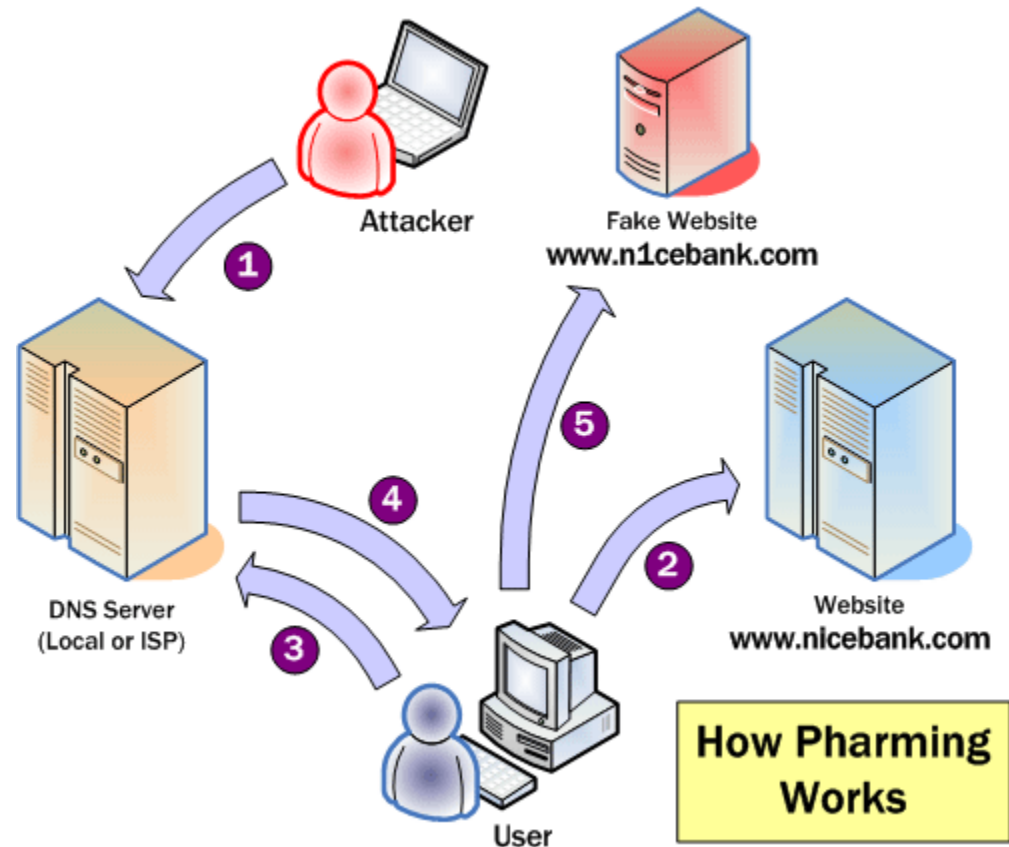 Attacker
Fake Website
www.n1cebank.com
1
5
4
2
DNS Server
(Local or ISP)
3
Website
www.nicebank.com
User
How Pharming
Works